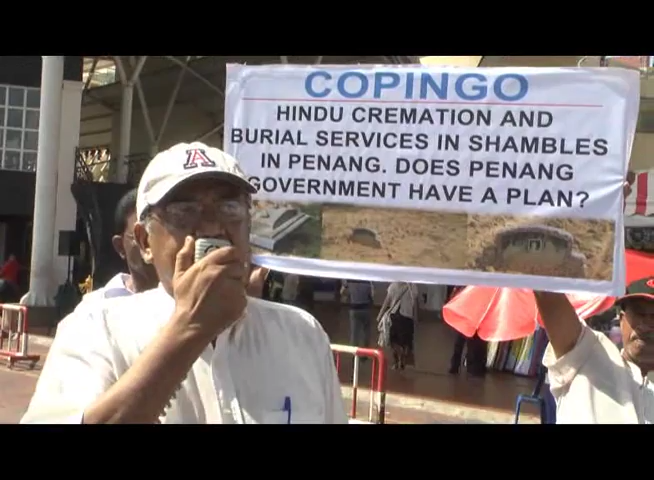 COPINGO
HINDU CREMATION AND
BURIAL SERVICES IN SHAMBLES
IN PENANG. DOES PENANG
GOVERNMENT HAVE A PLAN?
A